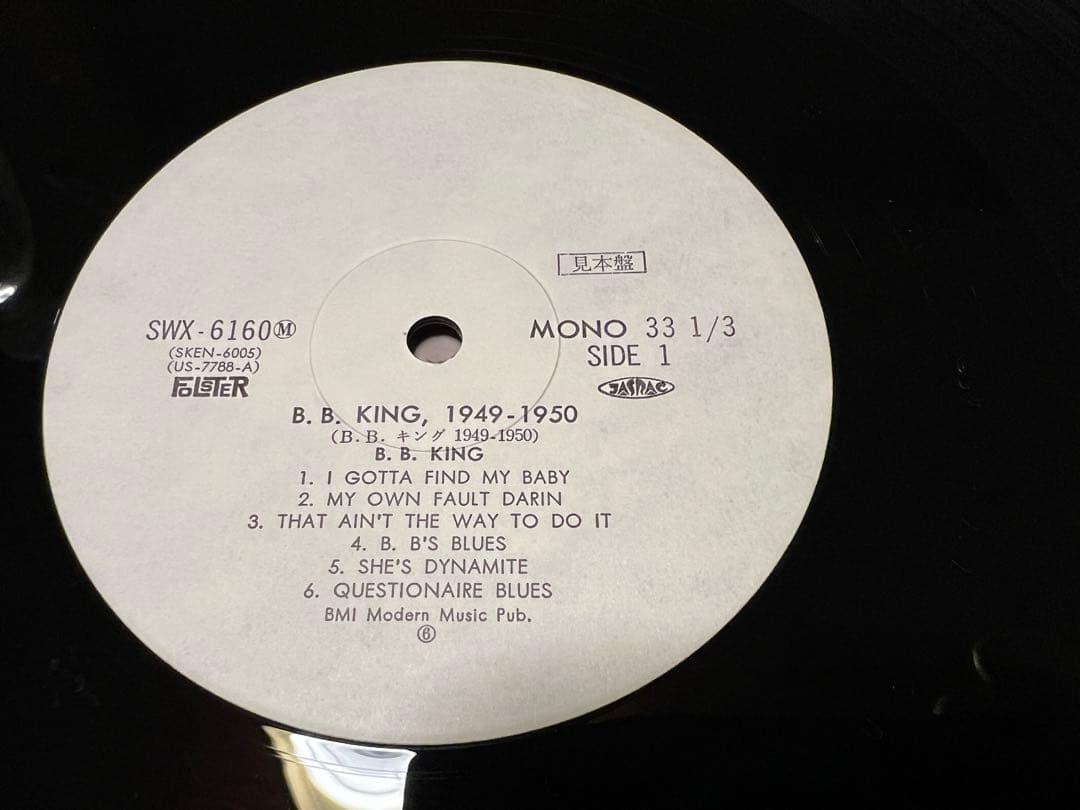 見本盤
SWX-6160Ⓜ
(SKEN-6005)
(US-7788-A)
FOLSTER
MONO 33 1/3
SIDE 1
JASRAC
B. B. KING, 1949-1950
(B. B. キング 1949-1950)
B. B. KING
1. I GOTTA FIND MY BABY
2. MY OWN FAULT DARIN
3. THAT AIN'T THE WAY TO DO IT
4. B. B'S BLUES
5. SHE'S DYNAMITE
6. QUESTIONAIRE BLUES
BMI Modern Music Pub.
⑥